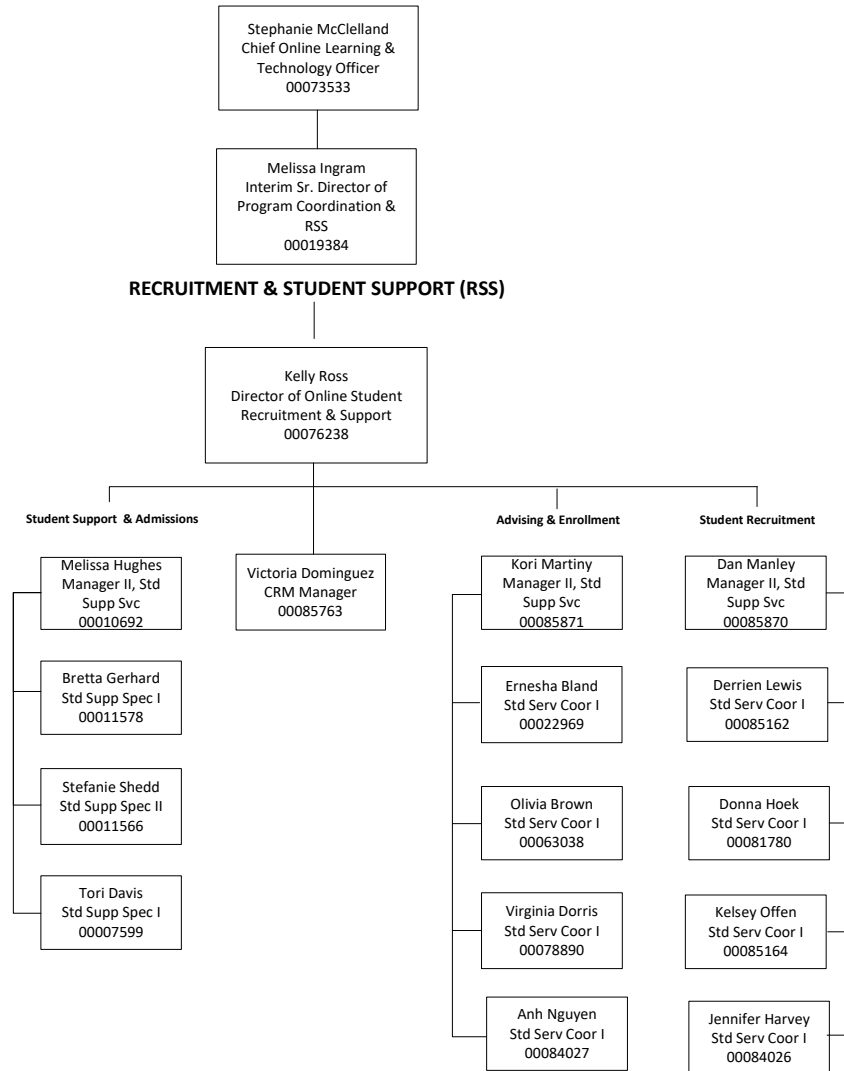 Stephanie McClelland
Chief Online Learning &
Technology Officer
00073533
Melissa Ingram
Interim Sr. Director of
Program Coordination &
RSS
00019384
RECRUITMENT & STUDENT SUPPORT (RSS)
Kelly Ross
Director of Online Student
Recruitment & Support
00076238
Student Support & Admissions
Melissa Hughes
Manager II, Std
Supp Svc
00010692
Bretta Gerhard
Std Supp Spec I
00011578
Stefanie Shedd
Std Supp Spec II
00011566
Tori Davis
Std Supp Spec I
00007599
Victoria Dominguez
CRM Manager
00085763
Advising & Enrollment
Kori Martiny
Manager II, Std
Supp Svc
00085871
Ernesha Bland
Std Serv Coor I
00022969
Olivia Brown
Std Serv Coor I
00063038
Virginia Dorris
Std Serv Coor I
00078890
Anh Nguyen
Std Serv Coor I
00084027
Student Recruitment
Dan Manley
Manager II, Std
Supp Svc
00085870
Derrien Lewis
Std Serv Coor I
00085162
Donna Hoek
Std Serv Coor I
00081780
Kelsey Offen
Std Serv Coor I
00085164
Jennifer Harvey
Std Serv Coor I
00084026